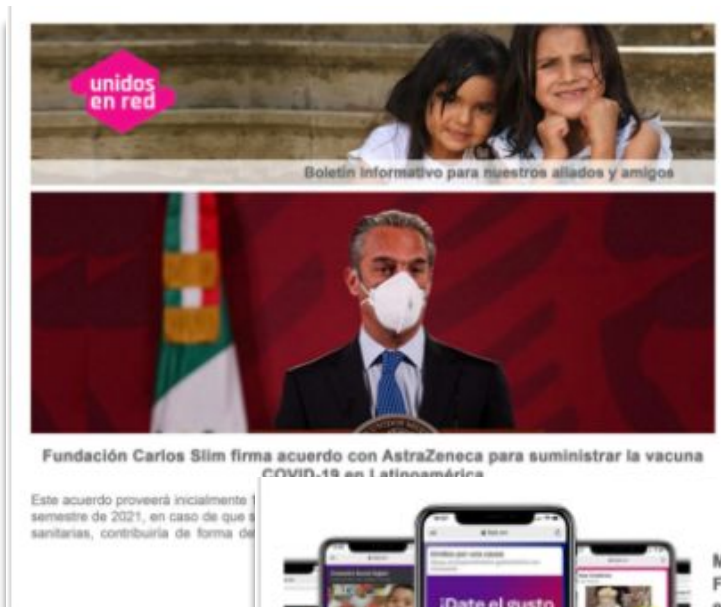 unidos
en red
Boletín informativo para nuestros aliados y amigos
Fundación Carlos Slim firma acuerdo con AstraZeneca para suministrar la vacuna
COVID-19 en Latinoamérica
Este acuerdo proveerá inicialmente
semestre de 2021, en caso de que
sanitarias, contribuiría de forma
¡Date el gusto